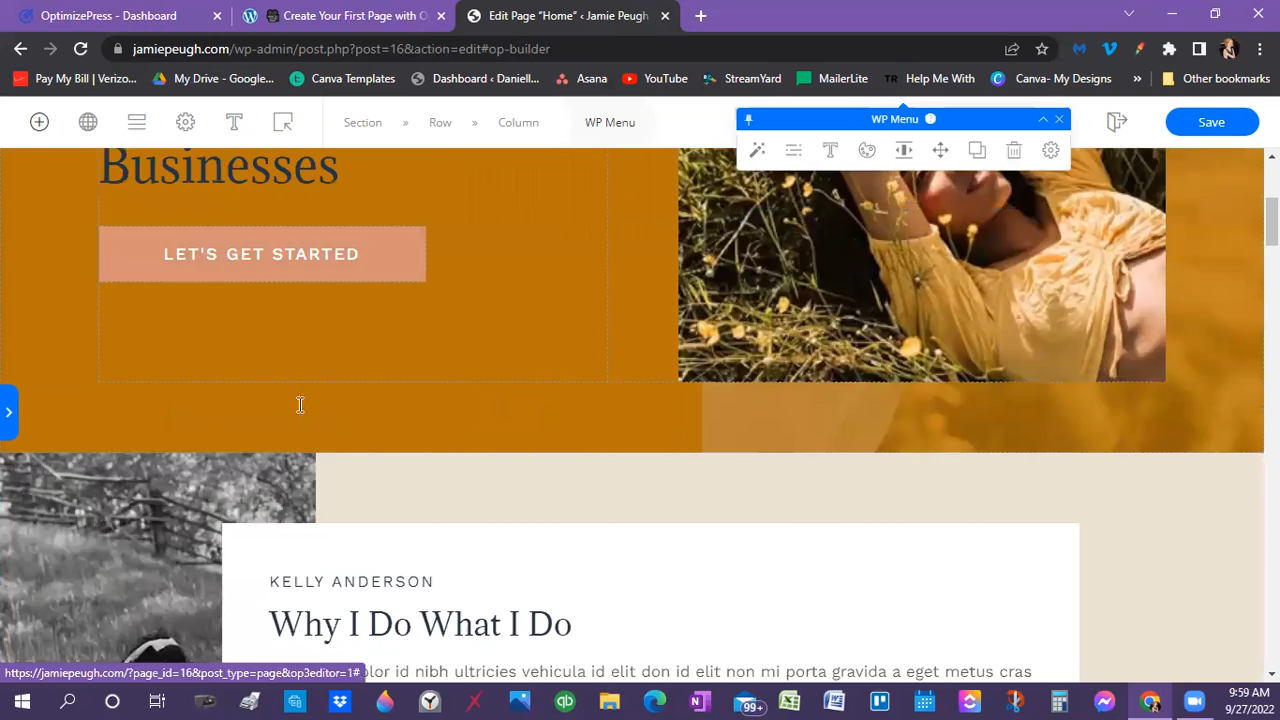 OptimizePress - Dashboard
Create Your First Page with O
Edit Page "Home" ‹ Jamie Peugh
jamiepeugh.com/wp-admin/post.php?post=16&action=edit#op-builder
Pay My Bill | Verizo...
My Drive - Google...
Canva Templates
Dashboard ‹ Daniell...
Asana
YouTube
StreamYard
MailerLite
TR
Help Me With
Canva- My Designs
»
Other bookmarks
Section » Row » Column » WP Menu
WP Menu
Save
Businesses
LET'S GET STARTED
KELLY ANDERSON
Why I Do What I Do
olor id nibh ultricies vehicula id elit don id elit non mi porta gravida a eget metus cras
https://jamiepeugh.com/?page_id=16&post_type=page&op3editor=1#
99+
9:59 AM
9/27/2022